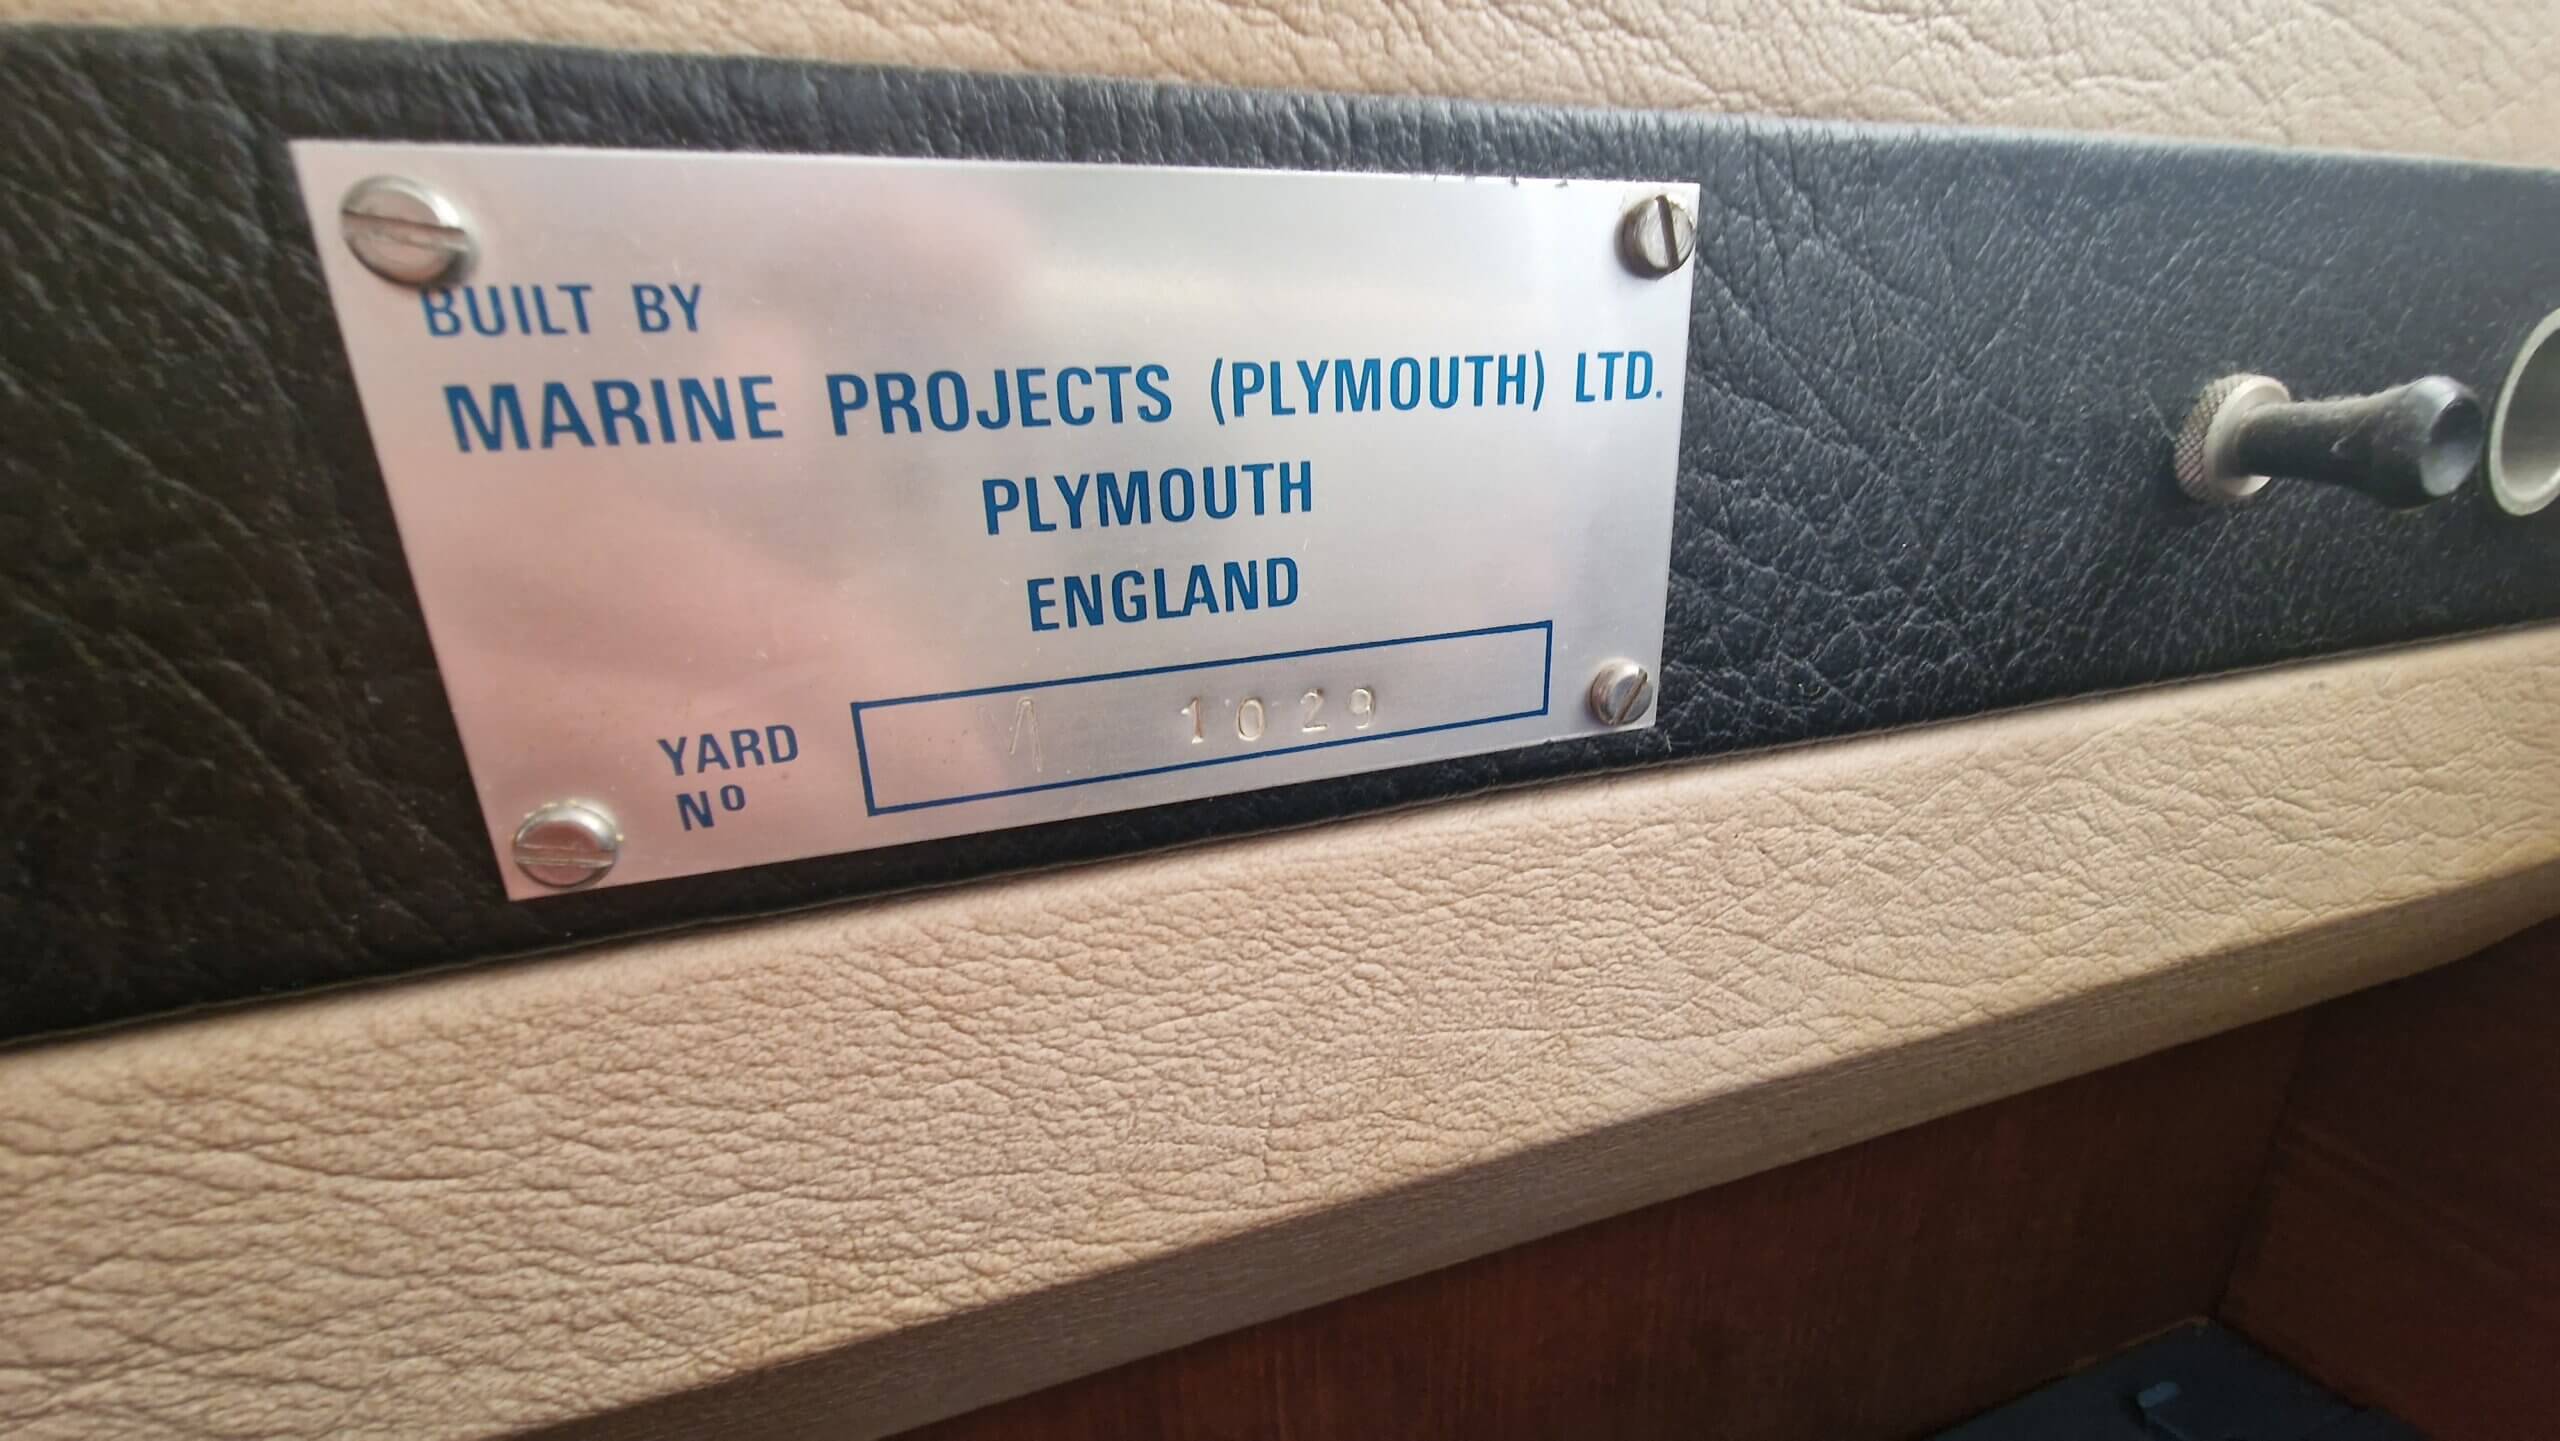 BUILT BY
MARINE PROJECTS (PLYMOUTH) LTD.
PLYMOUTH
ENGLAND
YARD
Nº
1029